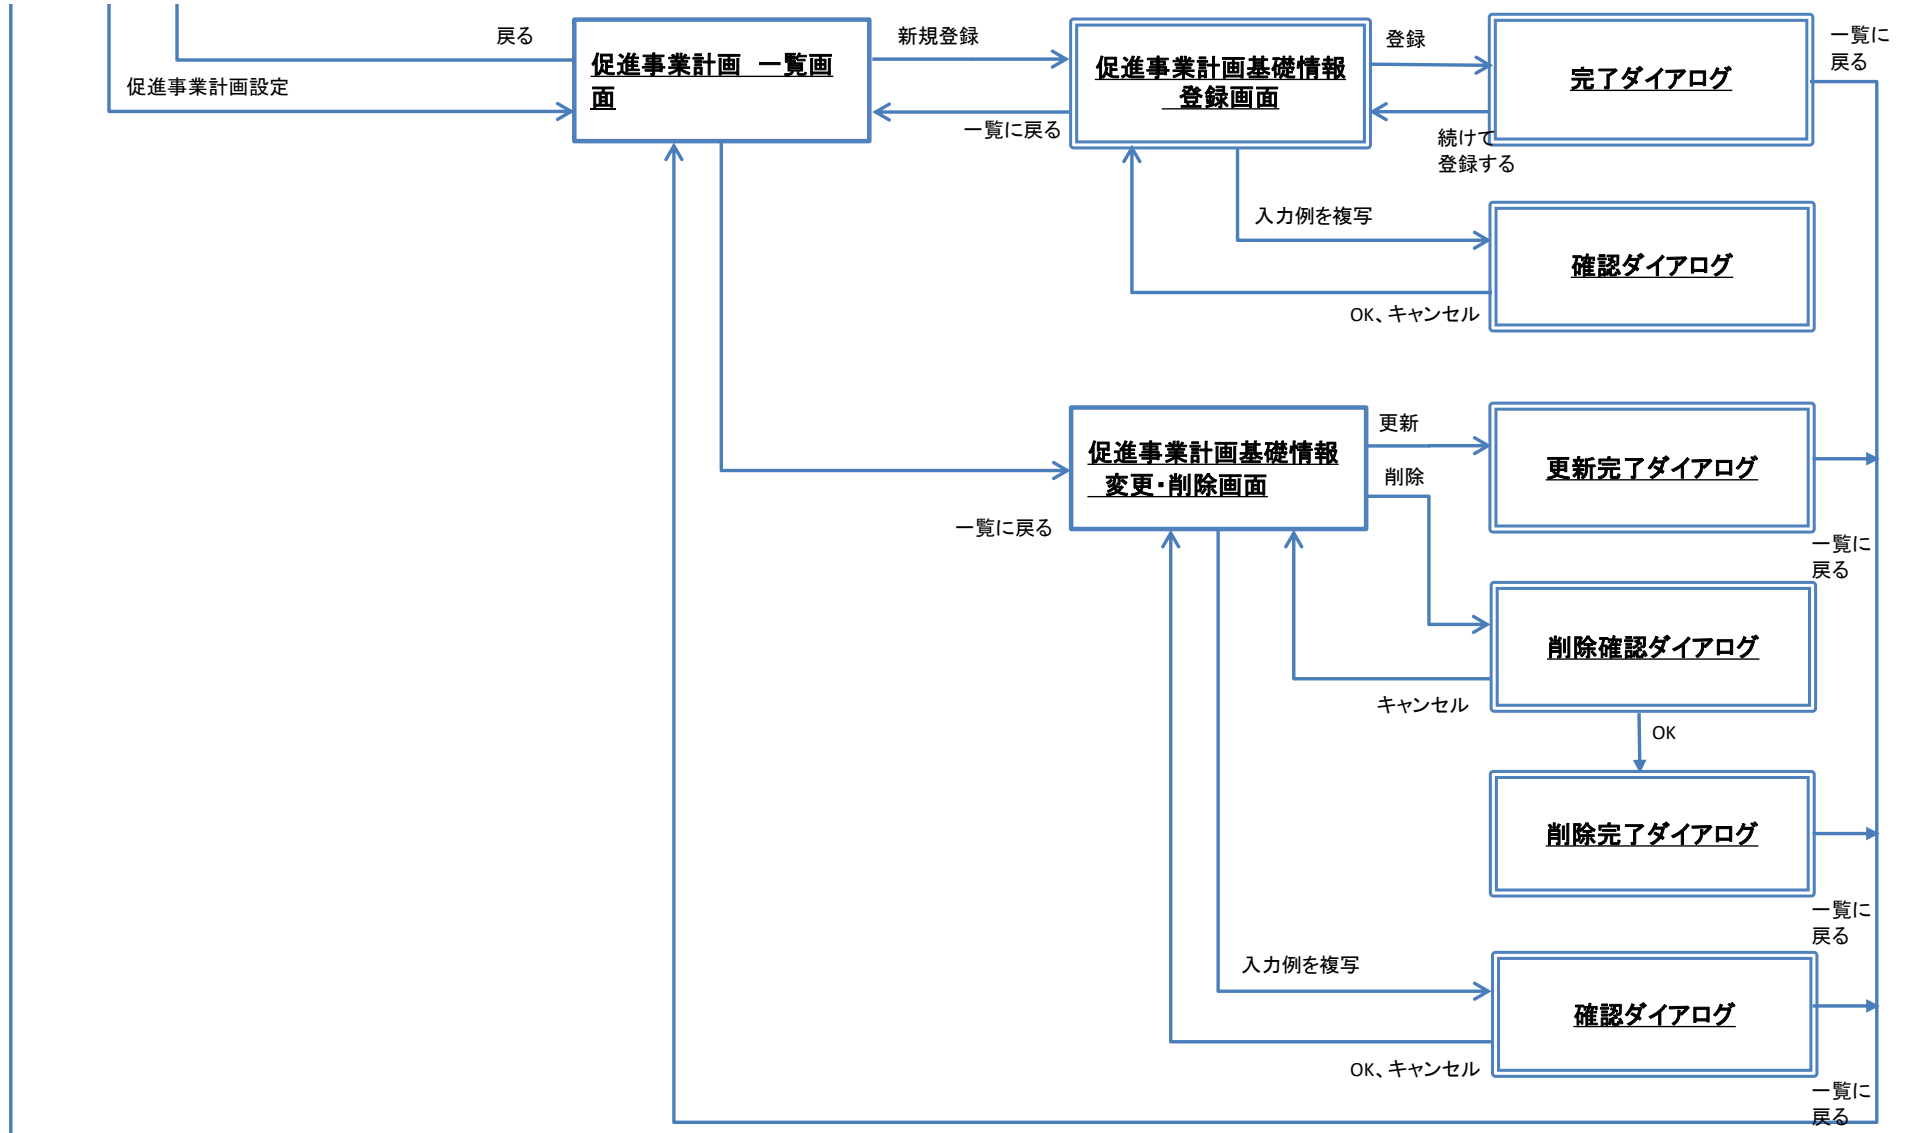 戻る
促進事業計画設定
促進事業計画　一覧画
面
新規登録
一覧に戻る
促進事業計画基礎情報
登録画面
登録
続けて
登録する
完了ダイアログ
一覧に
戻る
入力例を複写
確認ダイアログ
OK、キャンセル
促進事業計画基礎情報
変更・削除画面
一覧に戻る
更新
削除
更新完了ダイアログ
一覧に
戻る
削除確認ダイアログ
キャンセル
OK
削除完了ダイアログ
一覧に
戻る
入力例を複写
確認ダイアログ
OK、キャンセル
一覧に
戻る